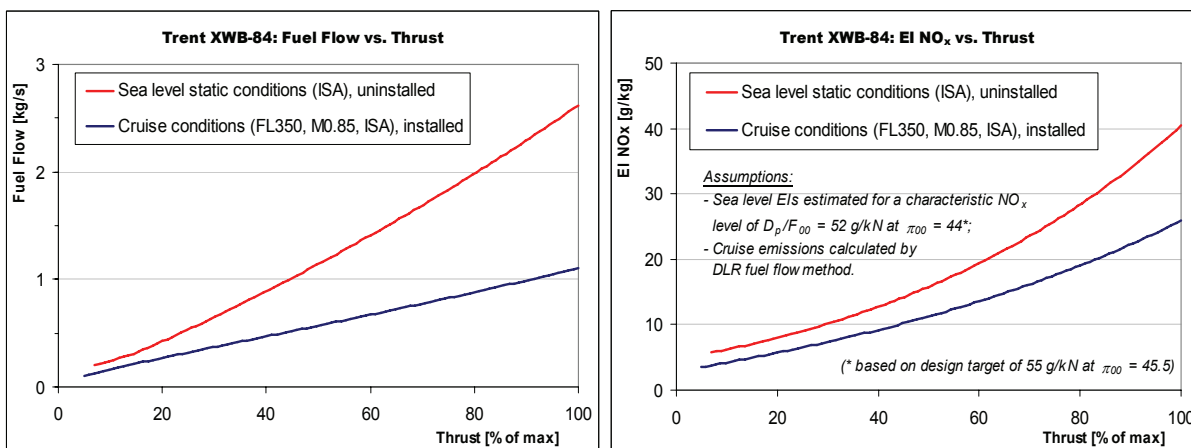 Trent XWB-84: Fuel Flow vs. Thrust
Fuel Flow [kg/s]
3
2
1
0
Sea level static conditions (ISA), uninstalled
Cruise conditions (FL350, M0.85, ISA), installed
0 20 40 60 80 100
Thrust [% of max]
Trent XWB-84: EI NOx vs. Thrust
EI NOx [g/kg]
50
40
30
20
10
0
Sea level static conditions (ISA), uninstalled
Cruise conditions (FL350, M0.85, ISA), installed
Assumptions:
- Sea level EIs estimated for a characteristic NOx
level of Dp/F00 = 52 g/kN at π00 = 44*;
- Cruise emissions calculated by
DLR fuel flow method.
(* based on design target of 55 g/kN at π00 = 45.5)
0 20 40 60 80 100
Thrust [% of max]